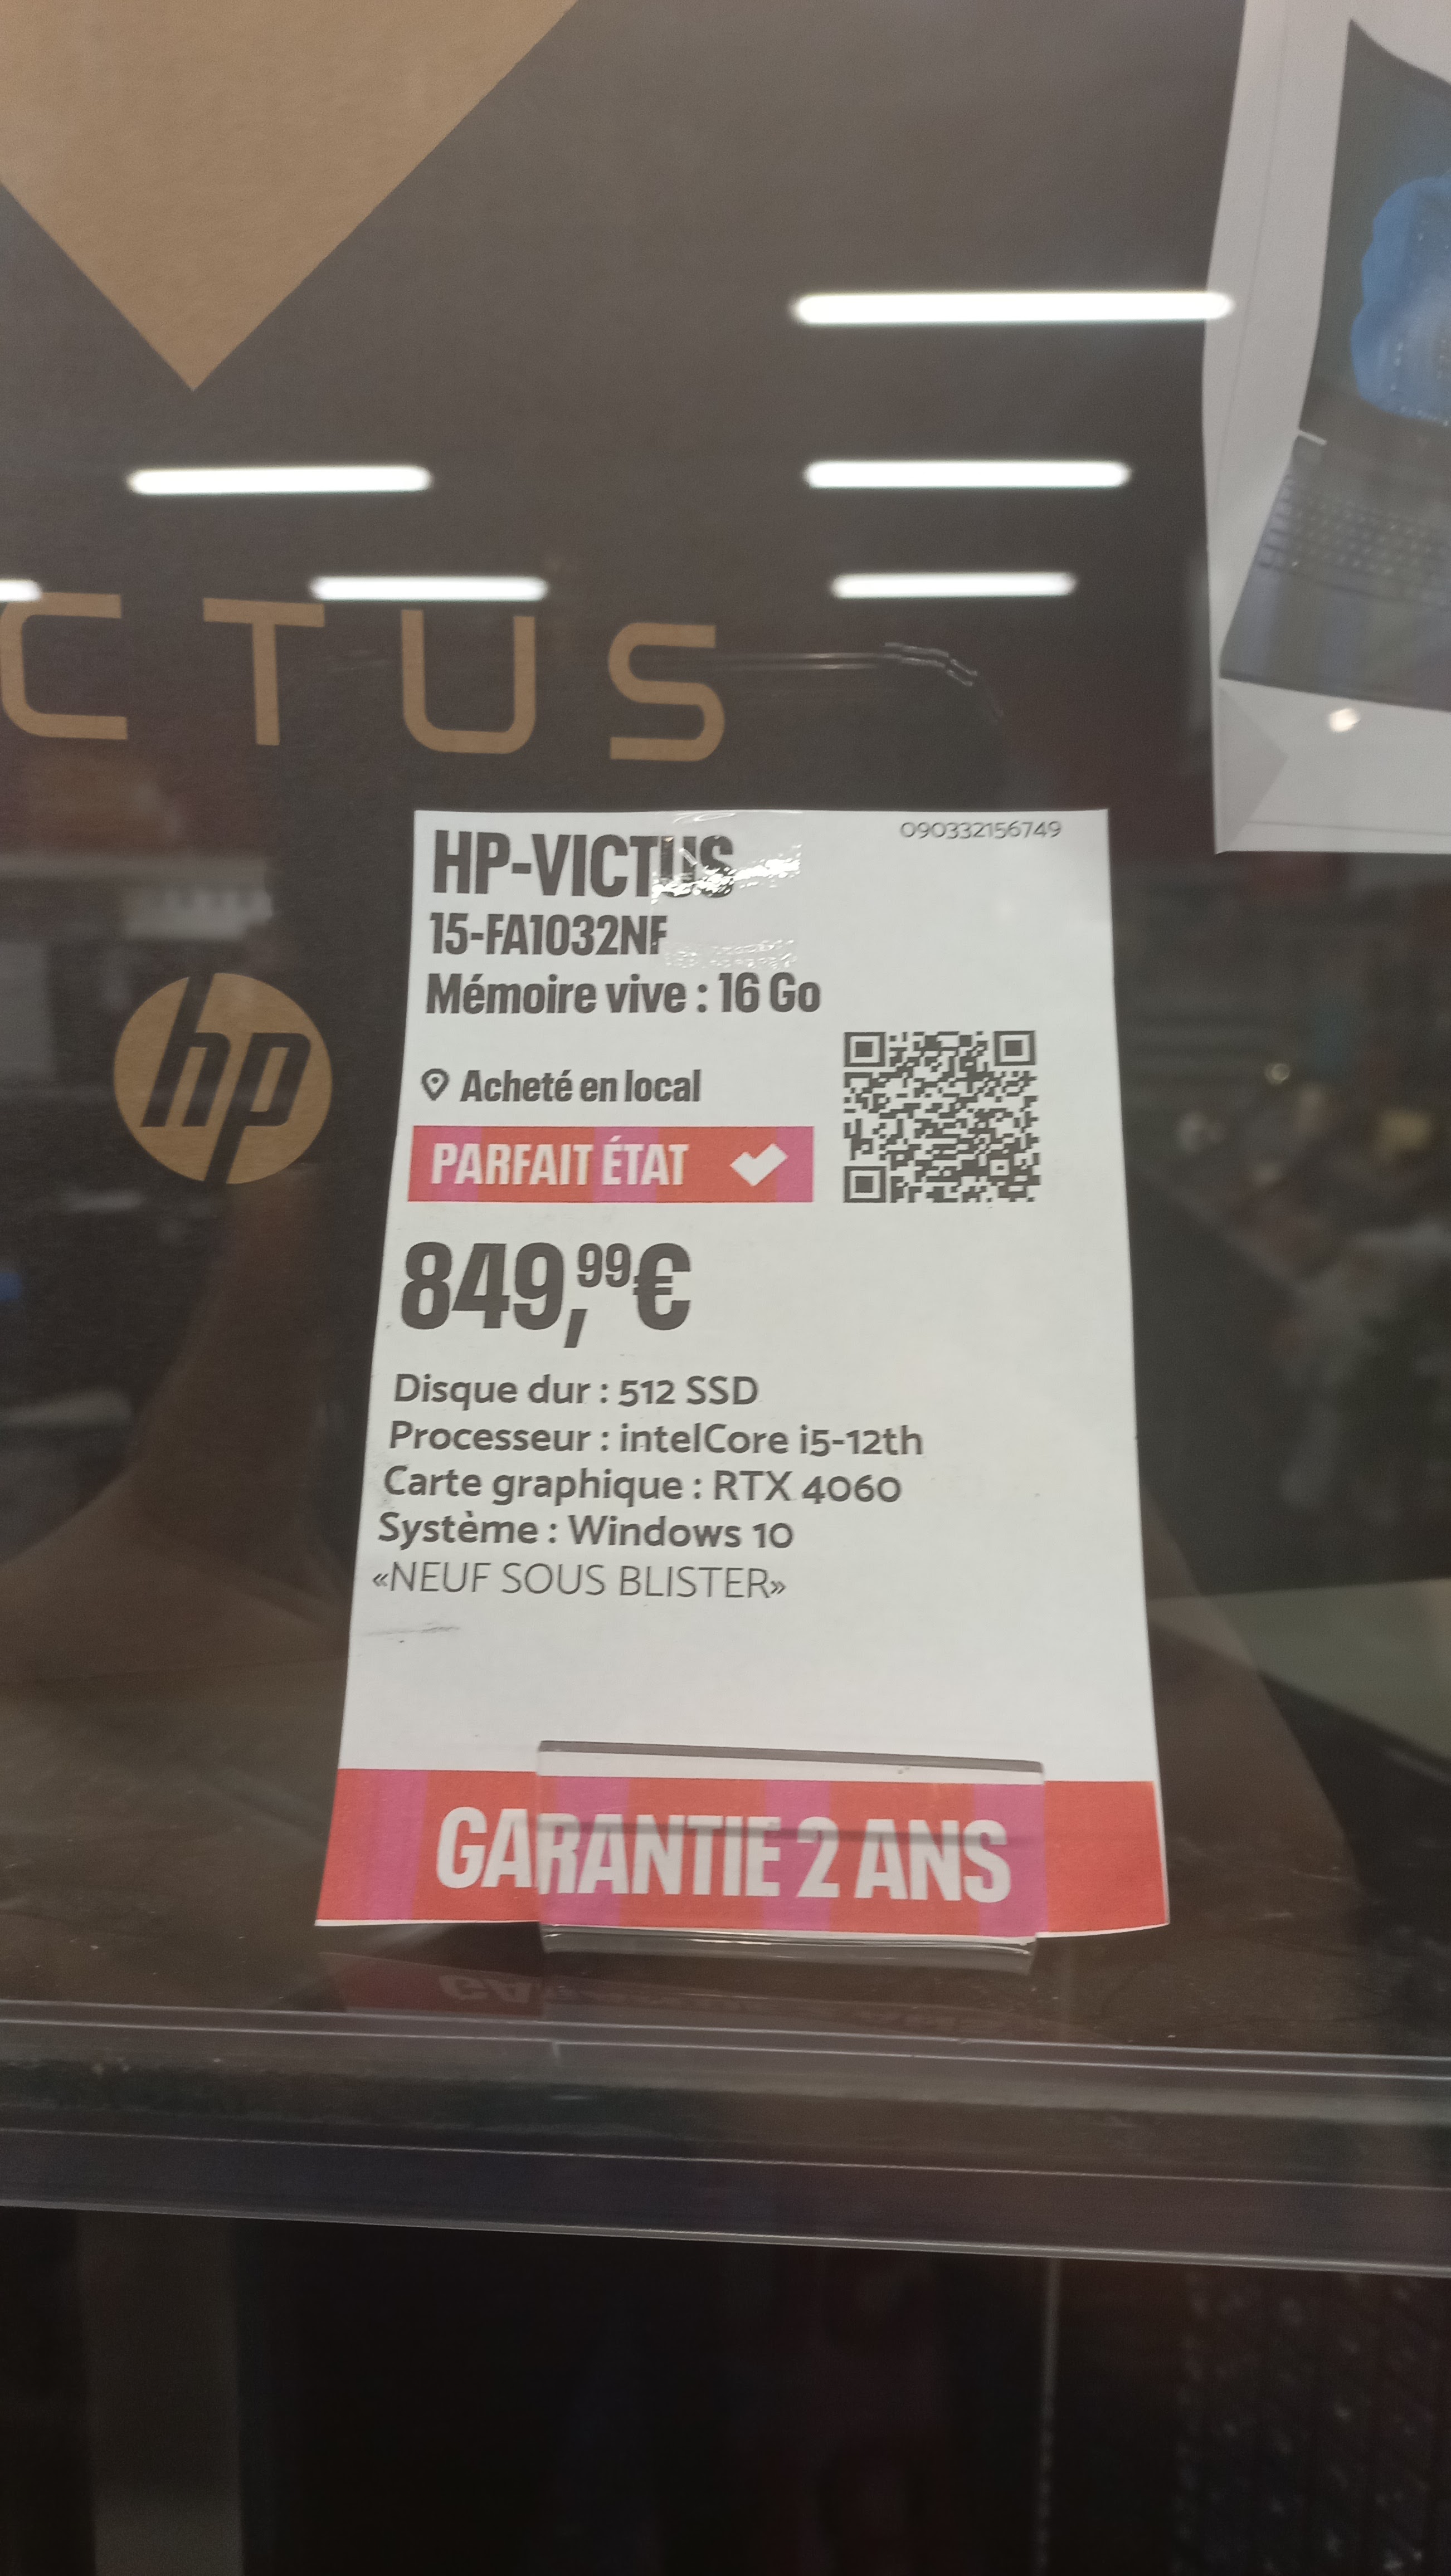 CTUS
hp
090332156749
HP-VICTUS
15-FA1032NF
Mémoire vive : 16 Go
Acheté en local
PARFAIT ÉTAT
849,99€
Disque dur : 512 SSD
Processeur : intelCore i5-12th
Carte graphique : RTX 4060
Système : Windows 10
«NEUF SOUS BLISTER»
GARANTIE 2 ANS